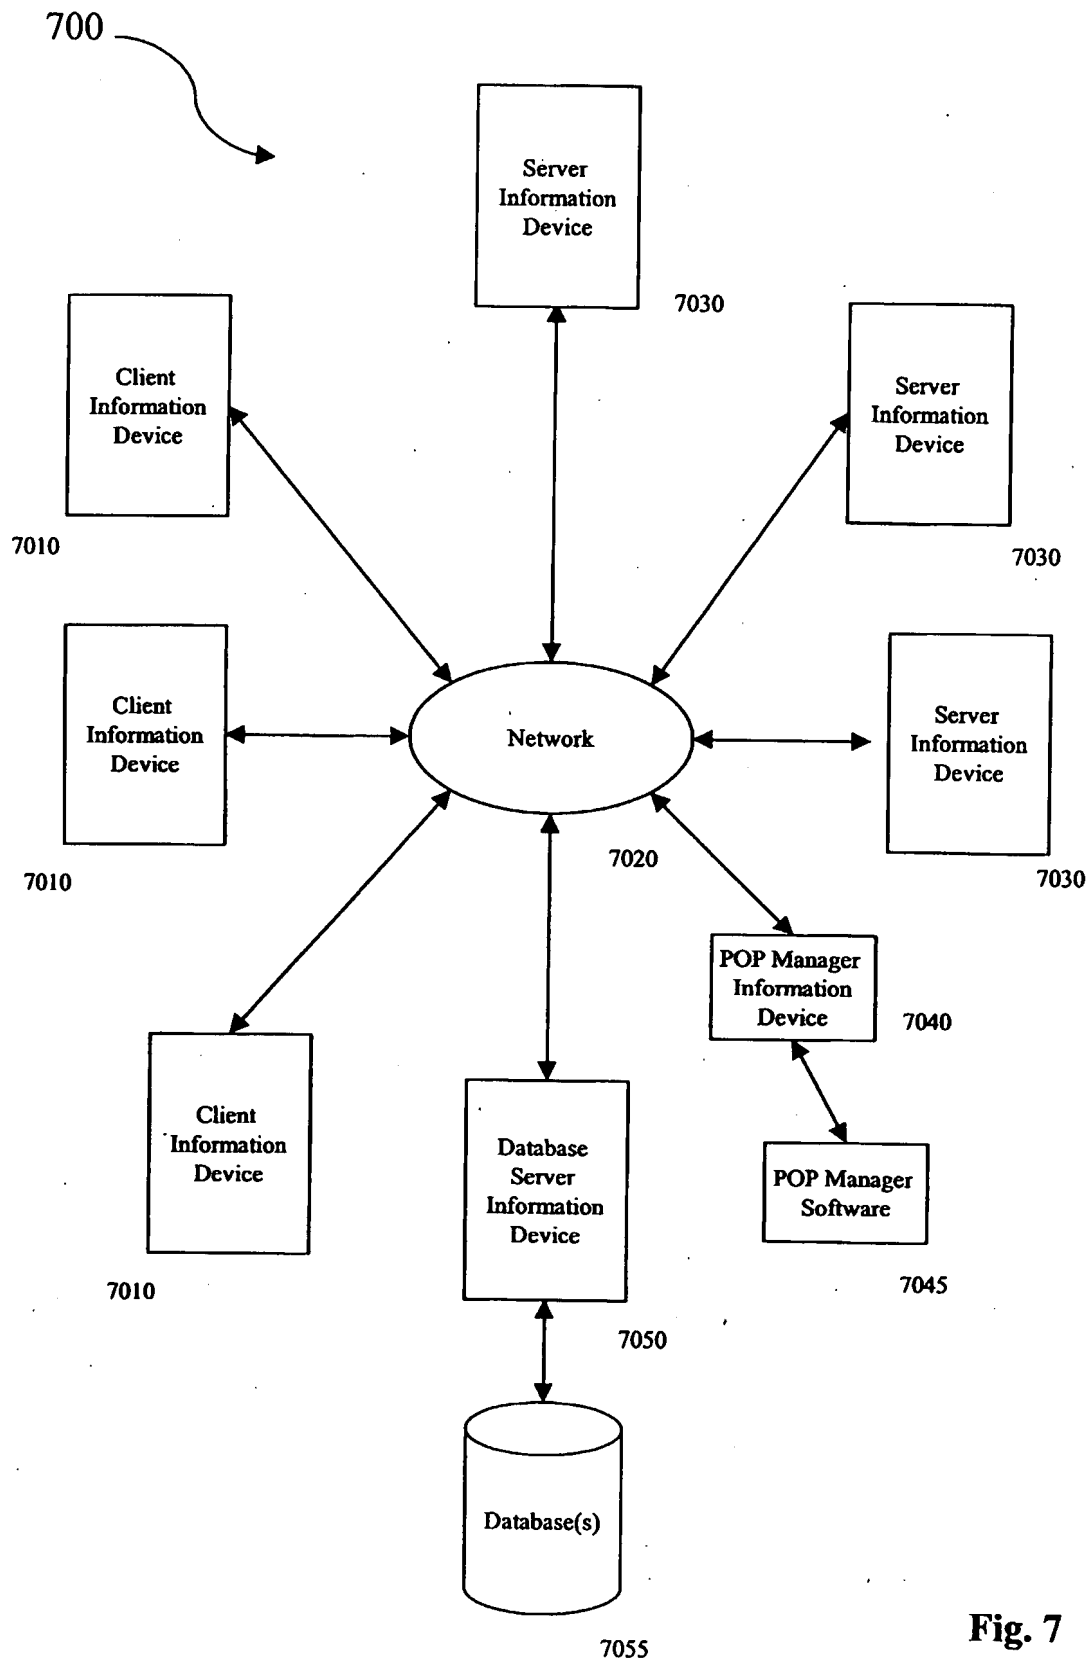 700
Server
Information
Device
7030
Client
Information
Device
7010
Server
Information
Device
7030
Client
Information
Device
7010
Network
7020
Server
Information
Device
7030
POP Manager
Information
Device
7040
Client
Information
Device
7010
Database
Server
Information
Device
7050
POP Manager
Software
7045
Database(s)
7055
Fig. 7